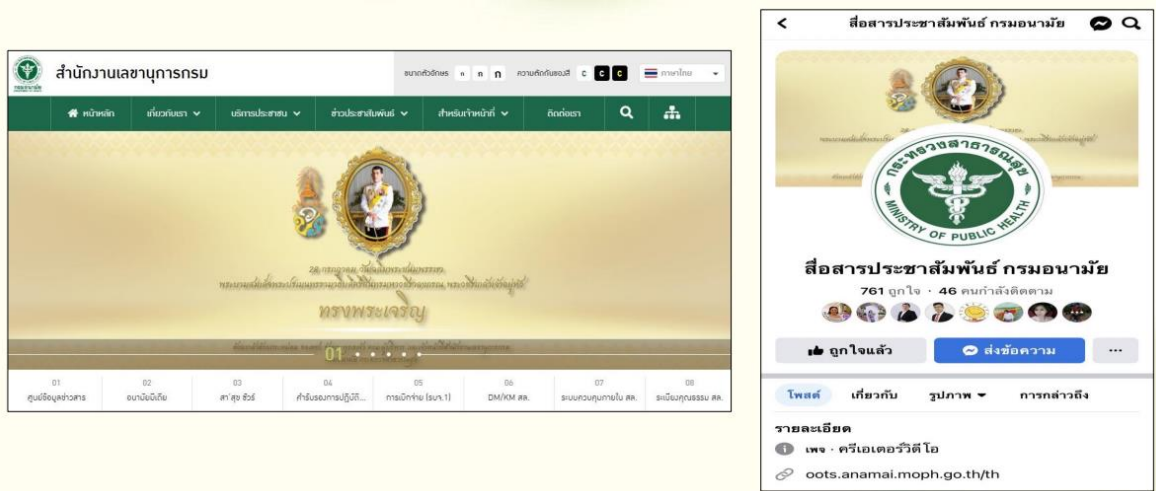 สำนักงานเลขานุการกรม
ขนาดตัวอักษร ก ก ก ความตัดกันของสี C C C ภาษาไทย
หน้าหลัก เกี่ยวกับเรา บริการประชาชน ข่าวประชาสัมพันธ์ สำหรับเจ้าหน้าที่ ติดต่อเรา
ทรงพระเจริญ
01
01 02 03 04 05 06 07 08
ศูนย์ข้อมูลข่าวสาร อนามัยมีเดีย สา'สุข ชัวร์ คำรับรองการปฏิบัติ... การเบิกจ่าย (รบจ.1) DM/KM สล. ระบบควบคุมภายใน สล. ระเบียบคุณธรรม สล.
สื่อสารประชาสัมพันธ์ กรมอนามัย
กระทรวงสาธารณสุข
MINISTRY OF PUBLIC HEALTH
สื่อสารประชาสัมพันธ์ กรมอนามัย
761 ถูกใจ · 46 คนกำลังติดตาม
ถูกใจแล้ว ส่งข้อความ ...
โพสต์ เกี่ยวกับ รูปภาพ การกล่าวถึง
รายละเอียด
เพจ · ครีเอเตอร์วิดีโอ
oots.anamai.moph.go.th/th